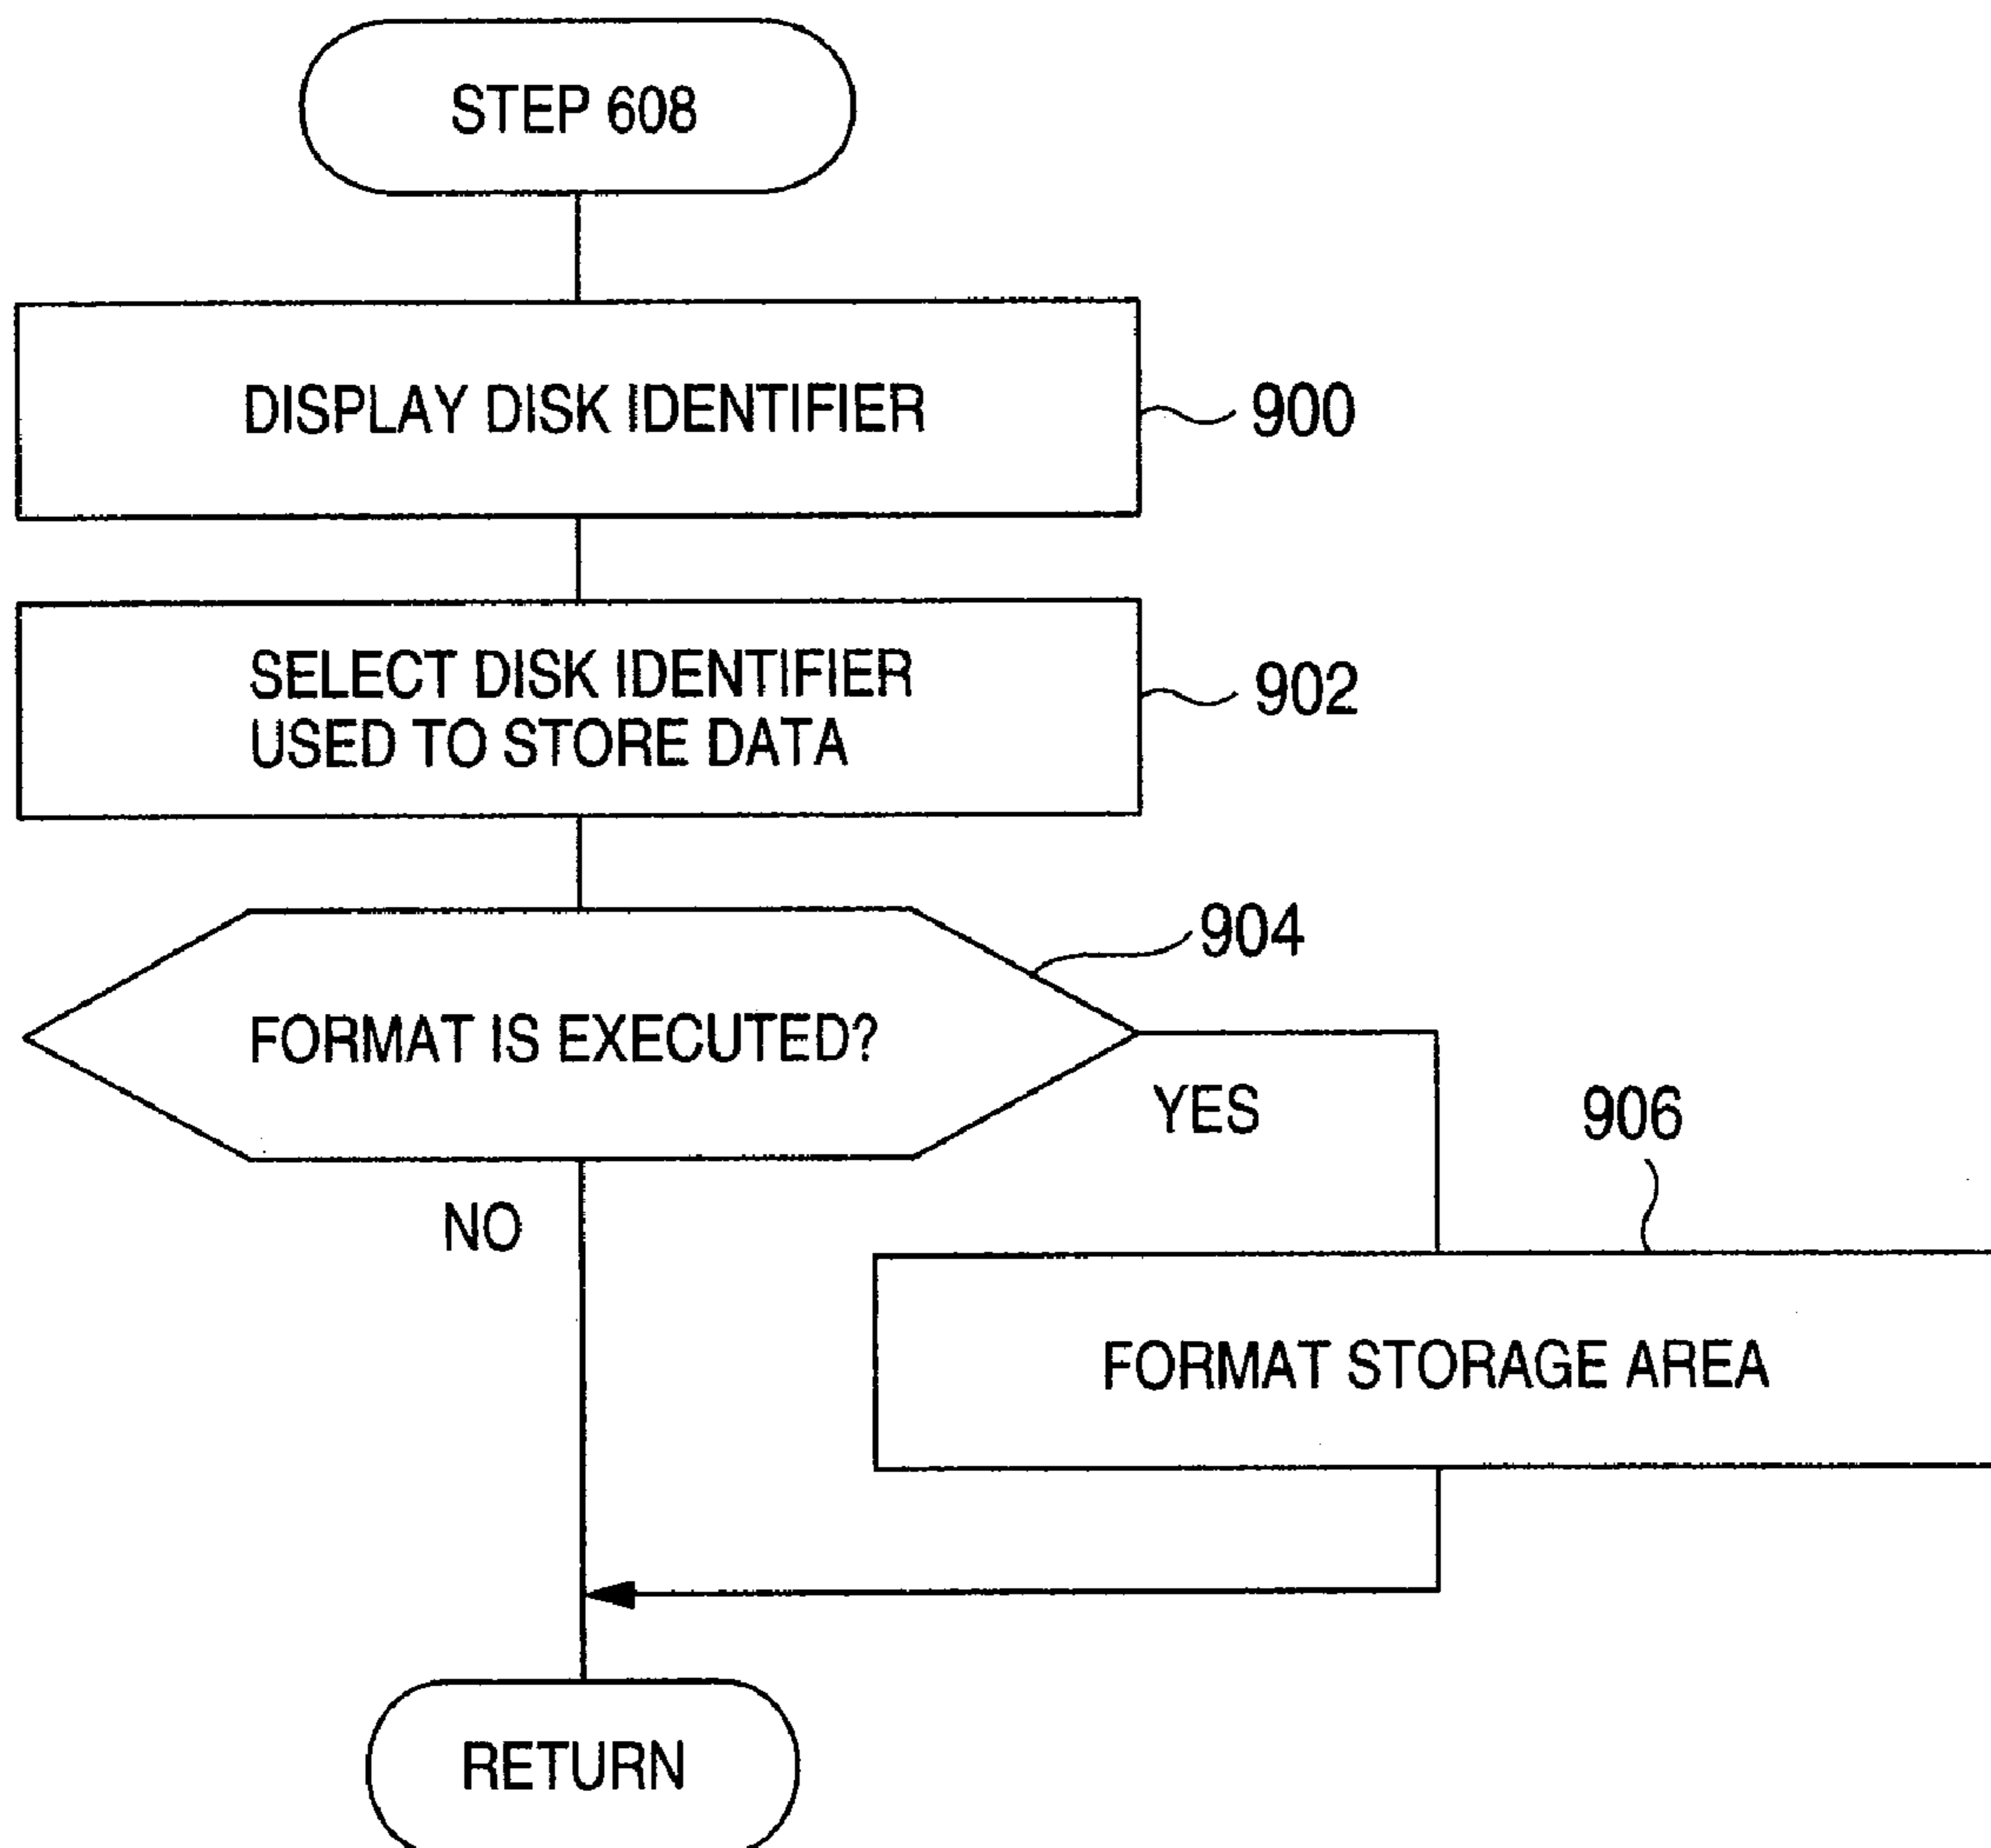 STEP 608
DISPLAY DISK IDENTIFIER
900
SELECT DISK IDENTIFIER
USED TO STORE DATA
902
904
FORMAT IS EXECUTED?
YES
906
NO
FORMAT STORAGE AREA
RETURN